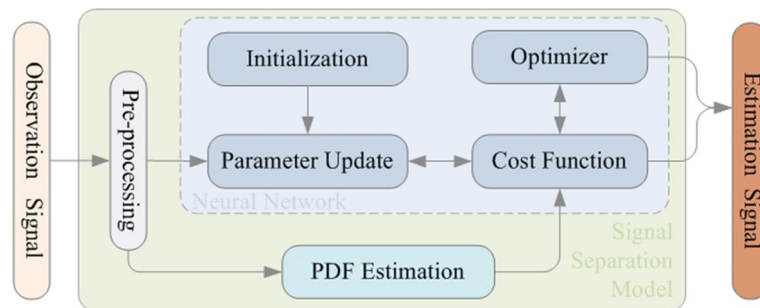 Observation Signal
Pre-processing
Initialization
Optimizer
Parameter Update
Cost Function
Neural Network
PDF Estimation
Signal
Separation
Model
Estimation Signal